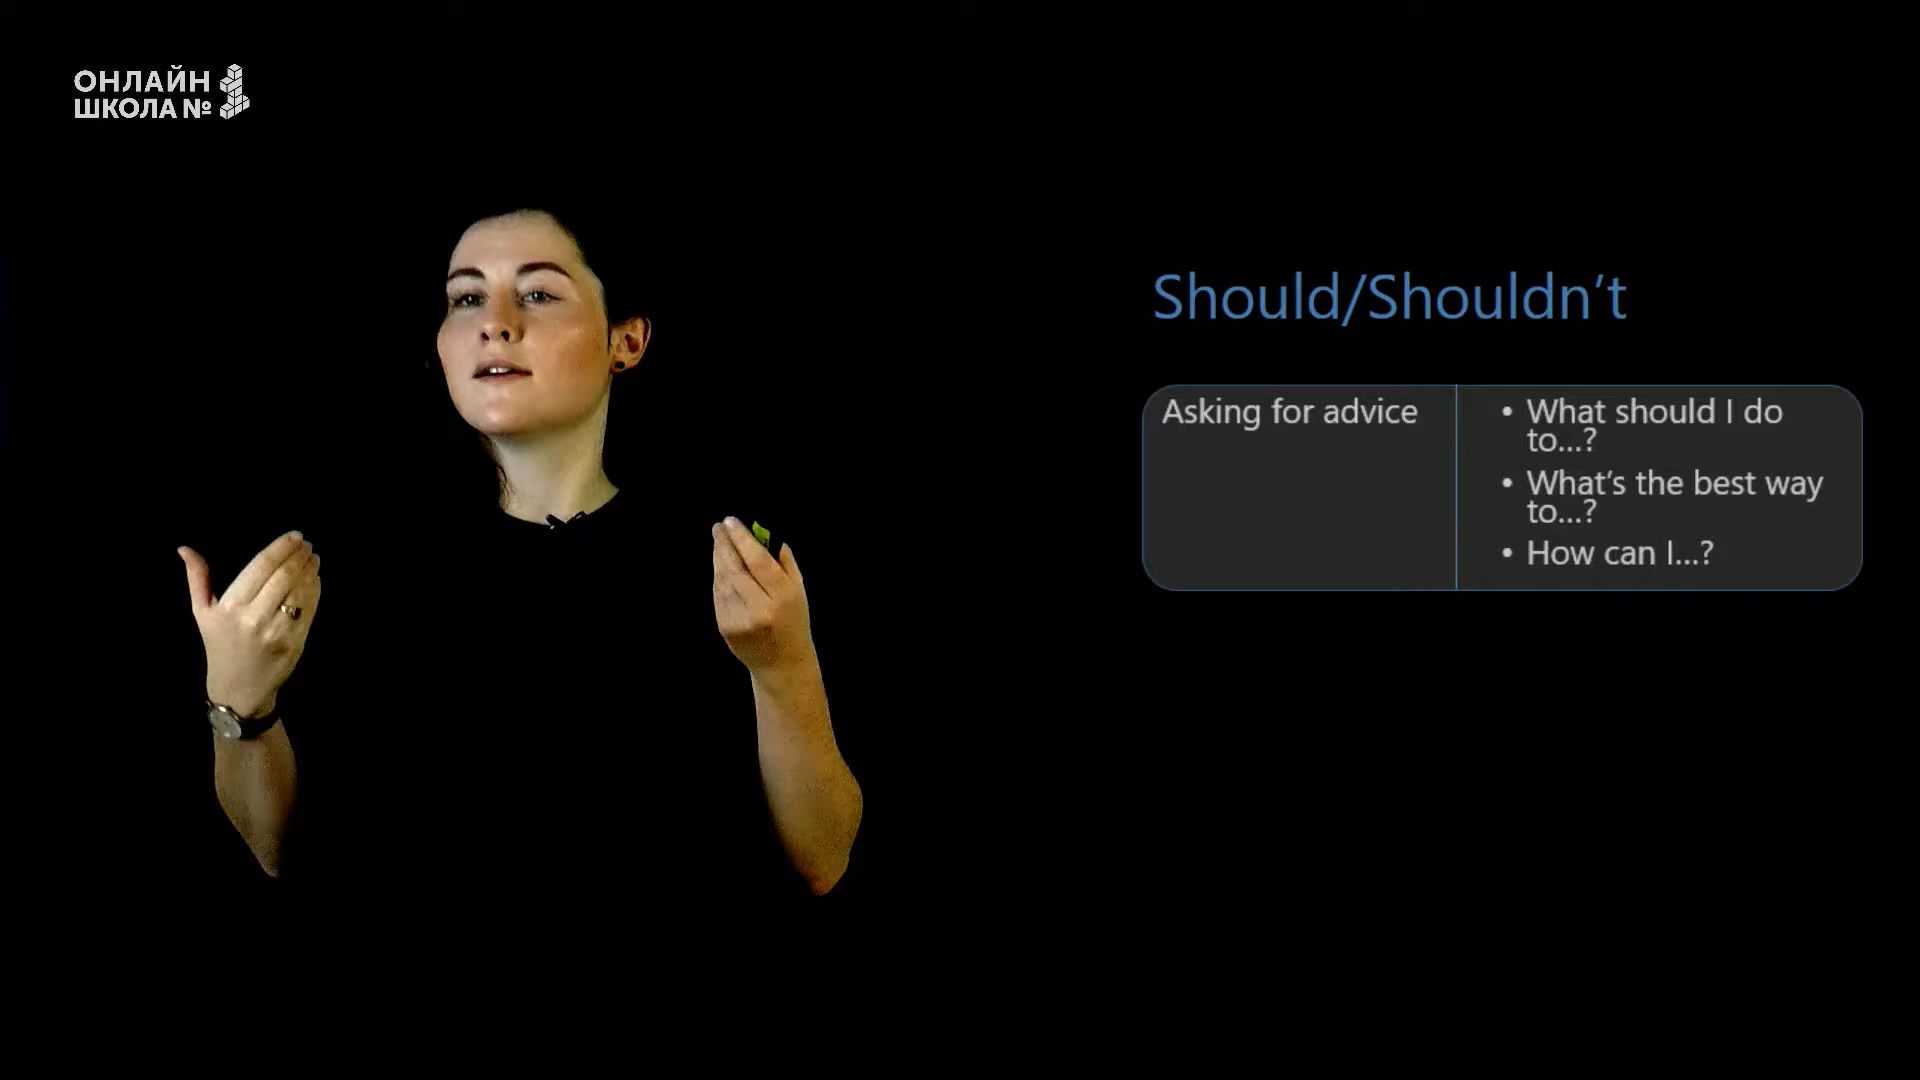 ОНЛАЙН
ШКОЛА №
Should/Shouldn’t
Asking for advice
• What should I do
to...?
• What’s the best way
to...?
• How can I...?